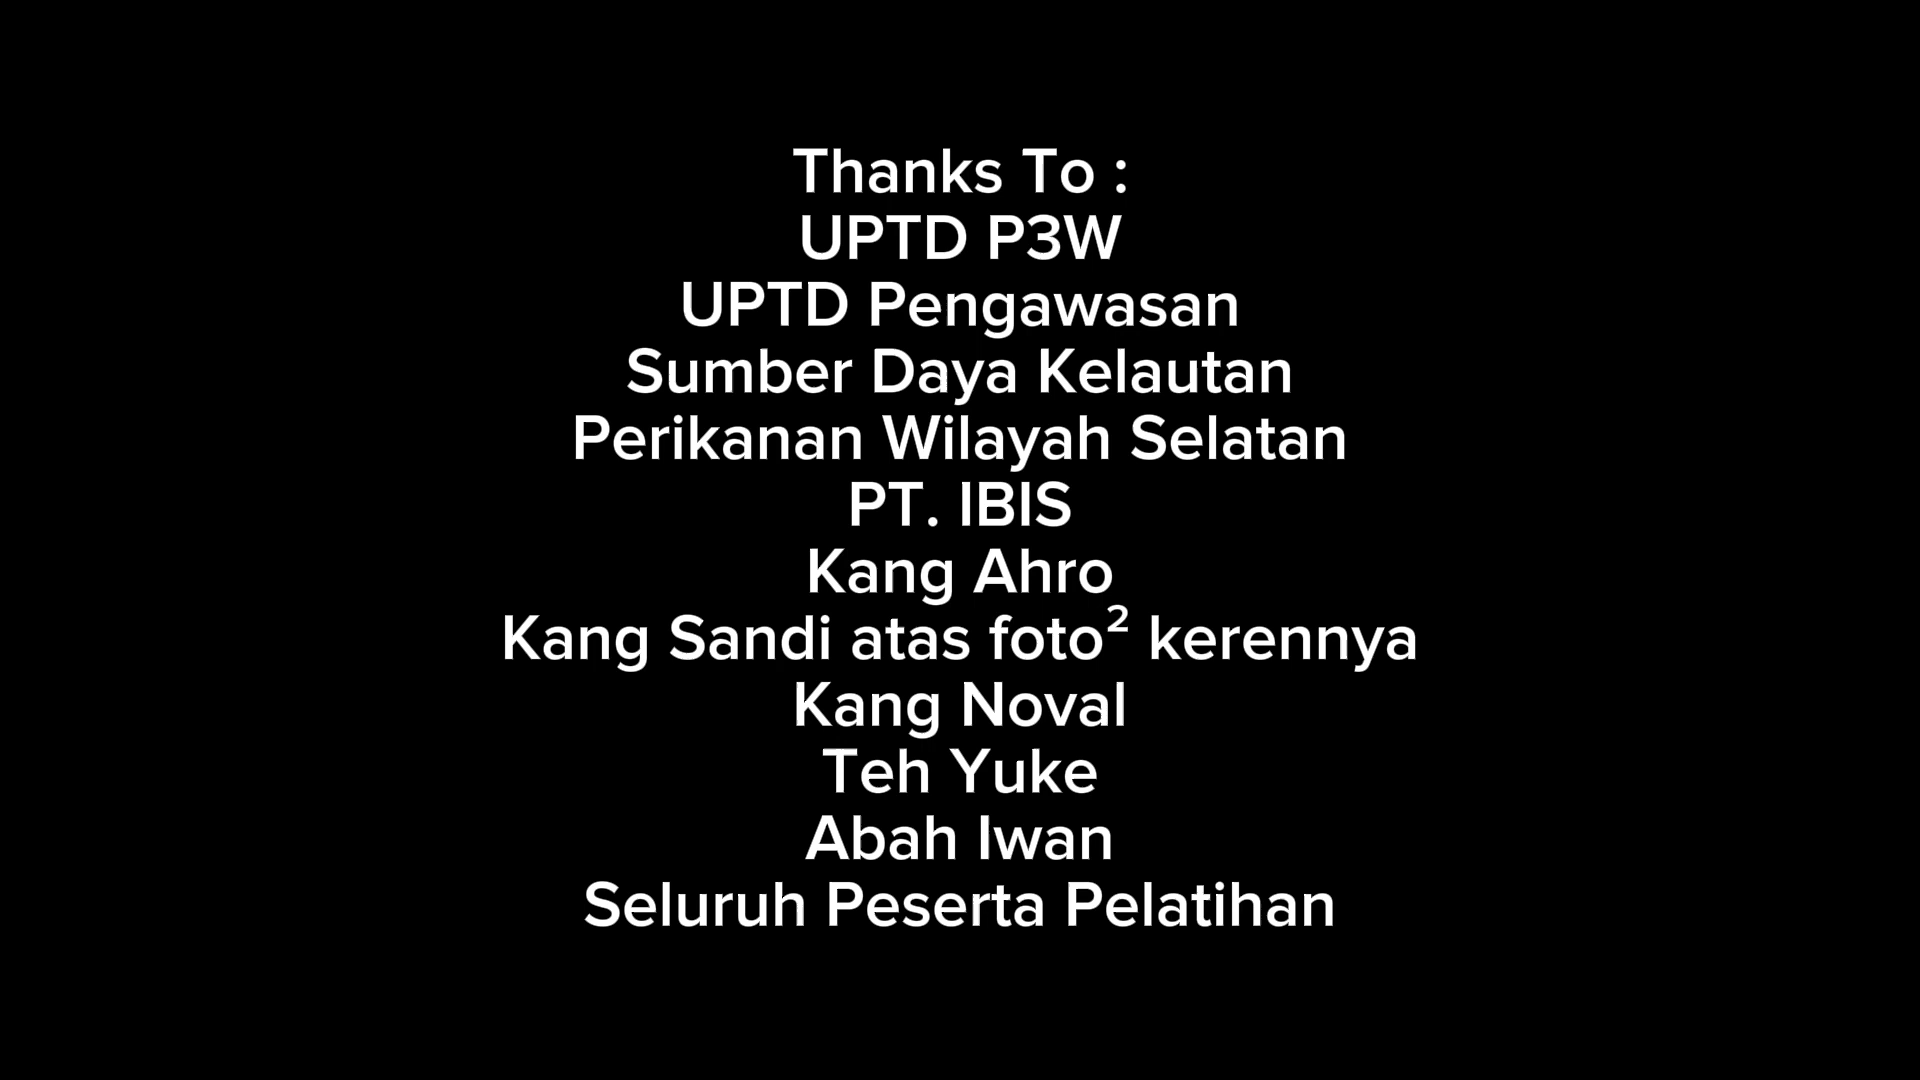 Thanks To :
UPTD P3W
UPTD Pengawasan
Sumber Daya Kelautan
Perikanan Wilayah Selatan
PT. IBIS
Kang Ahro
Kang Sandi atas foto² kerennya
Kang Noval
Teh Yuke
Abah Iwan
Seluruh Peserta Pelatihan